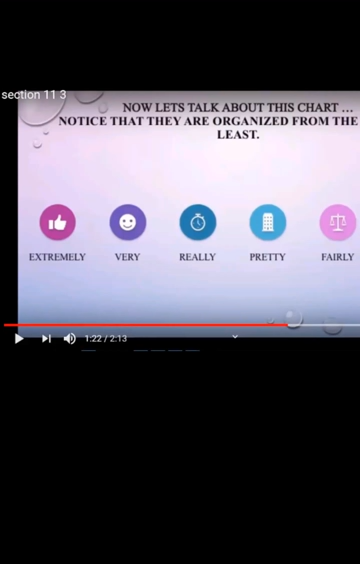 section 11 3
NOW LETS TALK ABOUT THIS CHART ...
NOTICE THAT THEY ARE ORGANIZED FROM THE
LEAST.
EXTREMELY VERY REALLY PRETTY FAIRLY
1:22 / 2:13